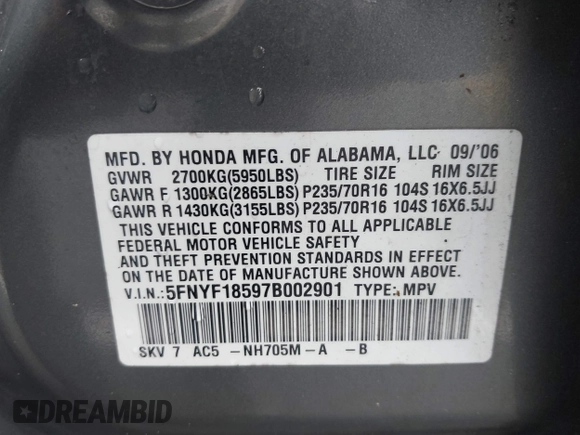 MFD. BY HONDA MFG. OF ALABAMA, LLC 09/'06
GVWR 2700KG(5950LBS) TIRE SIZE RIM SIZE
GAWR F 1300KG(2865LBS) P235/70R16 104S 16X6.5JJ
GAWR R 1430KG(3155LBS) P235/70R16 104S 16X6.5JJ
THIS VEHICLE CONFORMS TO ALL APPLICABLE
FEDERAL MOTOR VEHICLE SAFETY
AND THEFT PREVENTION STANDARDS IN EFFECT
ON THE DATE OF MANUFACTURE SHOWN ABOVE.
V.I.N.: 5FNYF18597B002901 TYPE: MPV
SKV 7 AC5 -NH705M-A -B
DREAMBID